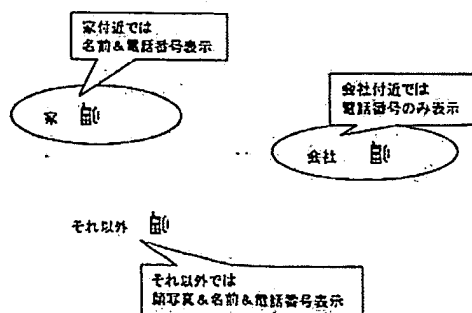 家付近では
名前&電話番号表示
家
会社付近では
電話番号のみ表示
会社
それ以外
それ以外では
顔写真&名前&電話番号表示